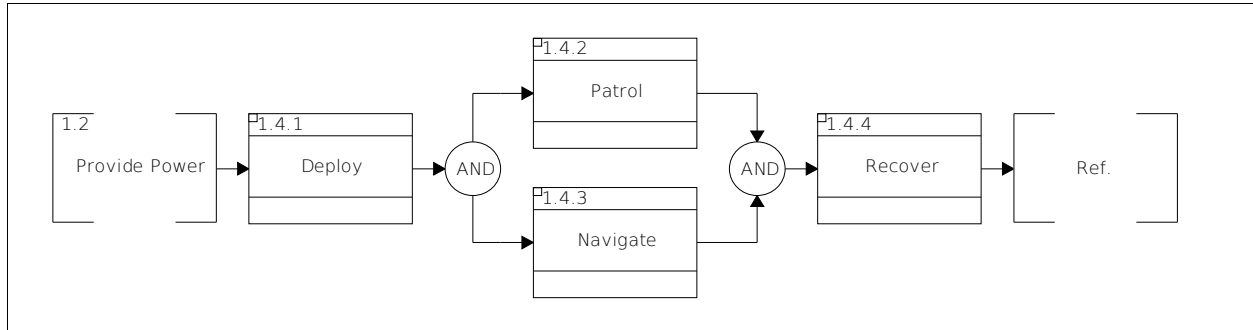 1.2
Provide Power
1.4.1
Deploy
AND
1.4.2
Patrol
1.4.3
Navigate
AND
1.4.4
Recover
Ref.